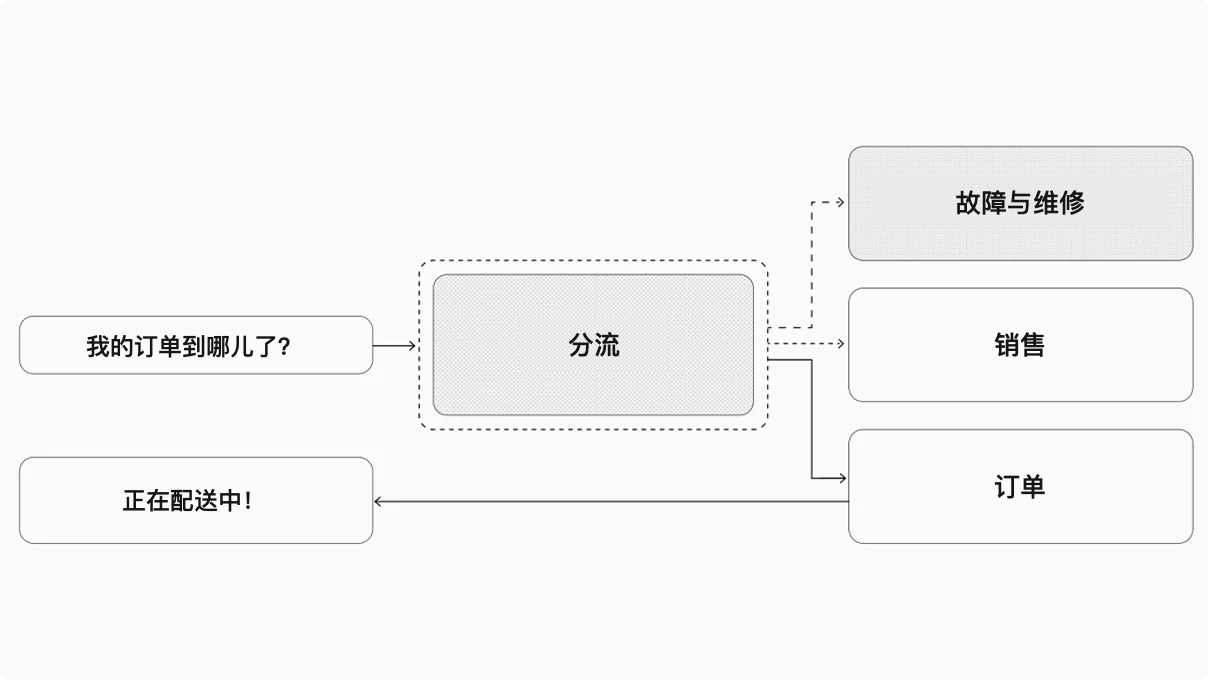 故障与维修
我的订单到哪儿了?
分流
销售
正在配送中!
订单